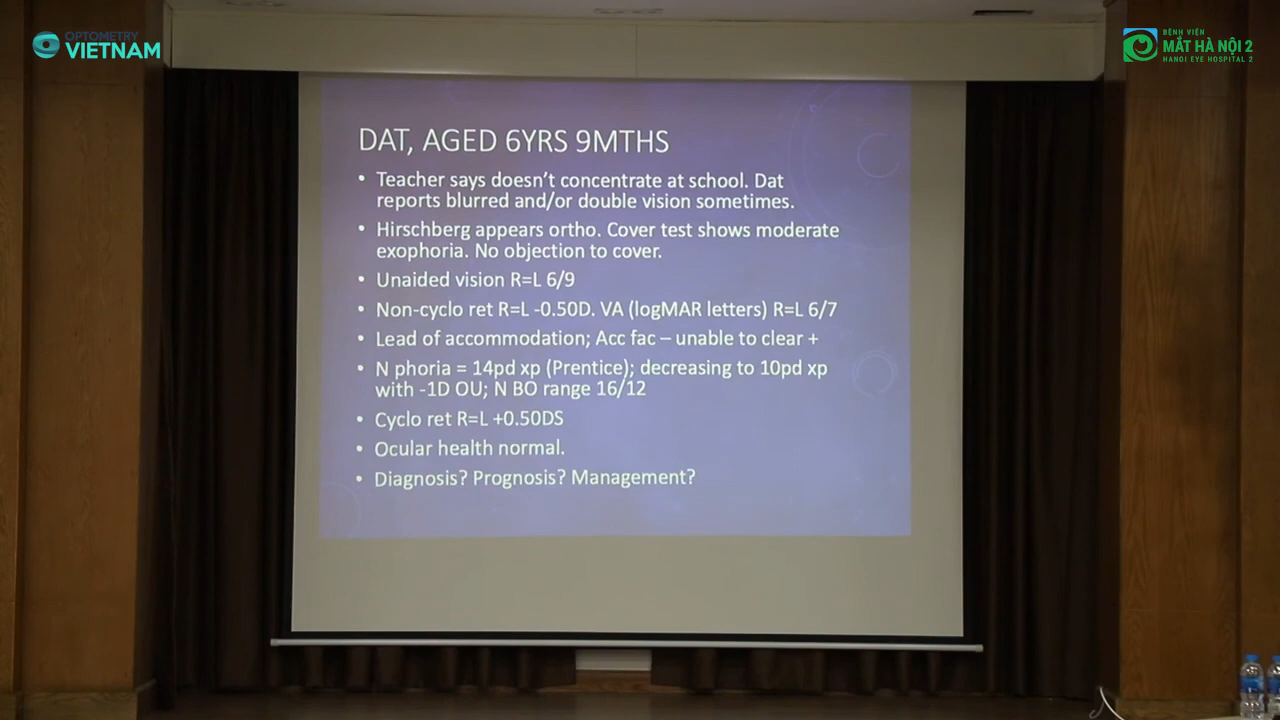 OPTOMETRY
VIETNAM
BỆNH VIỆN
MẮT HÀ NỘI 2
HANOI EYE HOSPITAL 2
DAT, AGED 6YRS 9MTHS
• Teacher says doesn't concentrate at school. Dat
reports blurred and/or double vision sometimes.
• Hirschberg appears ortho. Cover test shows moderate
exophoria. No objection to cover.
• Unaided vision R=L 6/9
• Non-cyclo ret R=L -0.50D. VA (logMAR letters) R=L 6/7
• Lead of accommodation; Acc fac – unable to clear +
• N phoria = 14pd xp (Prentice); decreasing to 10pd xp
with -1D OU; N BO range 16/12
• Cyclo ret R=L +0.50DS
• Ocular health normal.
• Diagnosis? Prognosis? Management?